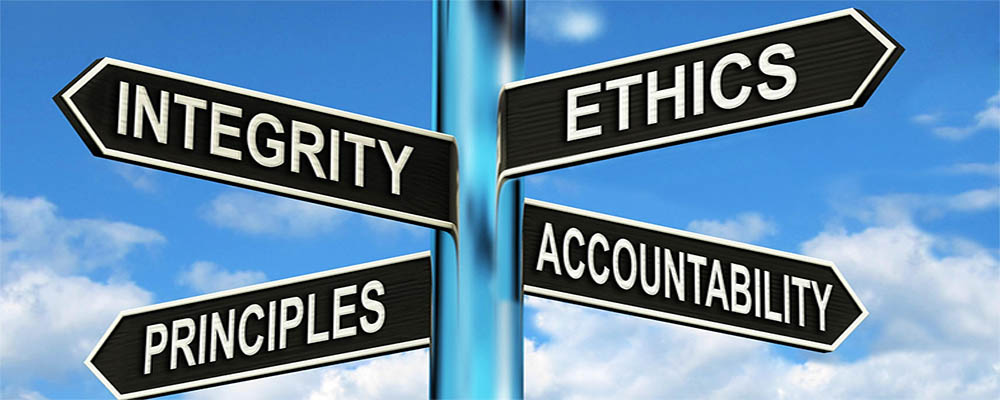 INTEGRITY
ETHICS
PRINCIPLES
ACCOUNTABILITY